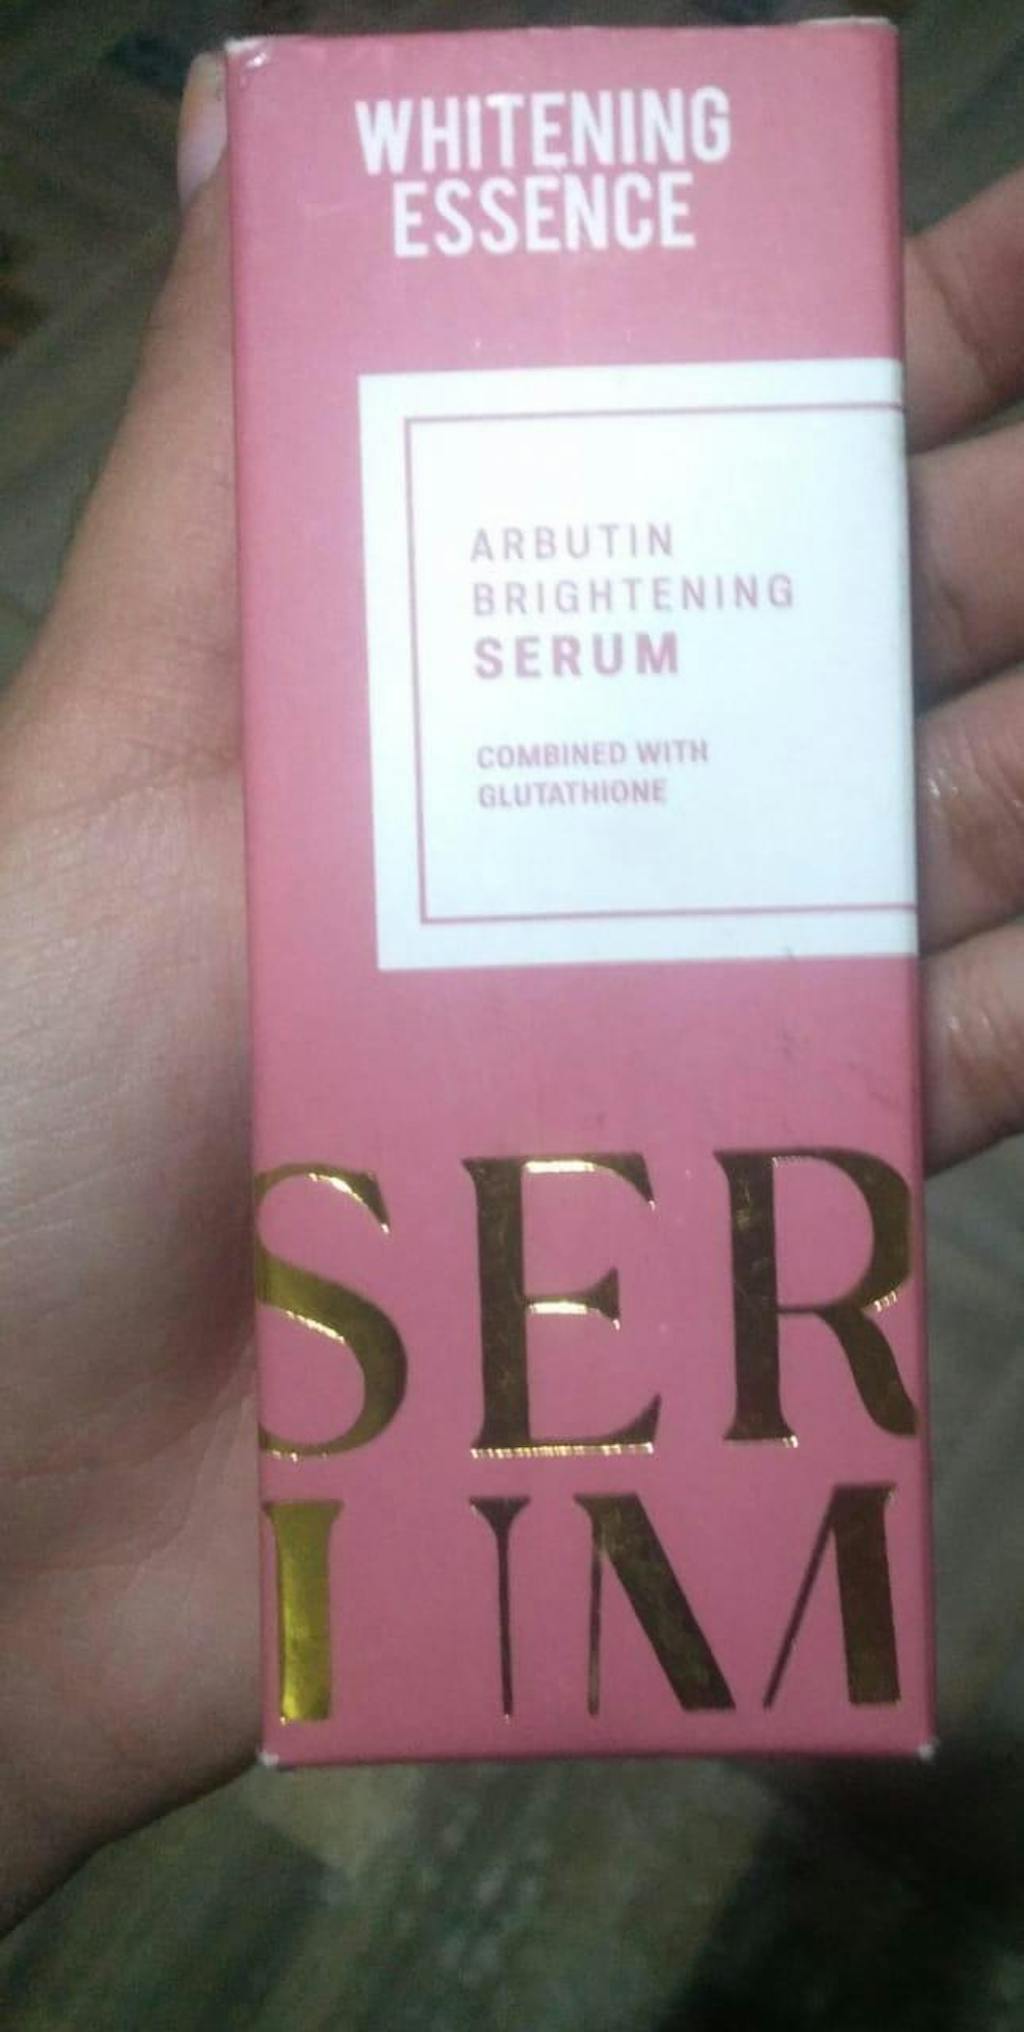 WHITENING
ESSENCE
ARBUTIN
BRIGHTENING
SERUM
COMBINED WITH
GLUTATHIONE
SER
UM